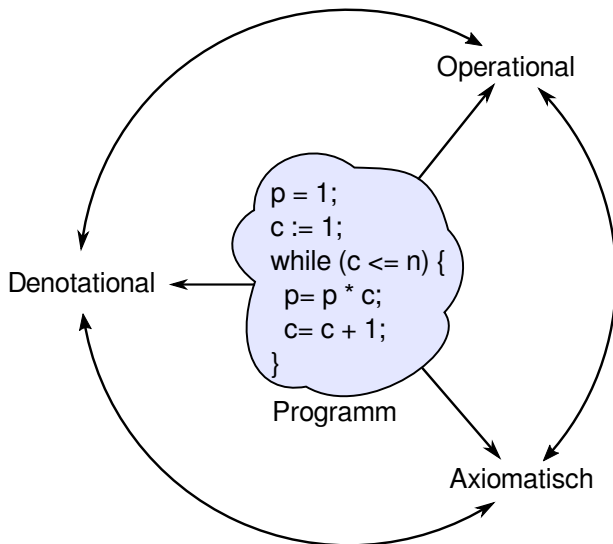 Operational
p = 1;
c := 1;
while (c <= n) {
p= p * c;
c= c + 1;
}
Denotational
Programm
Axiomatisch